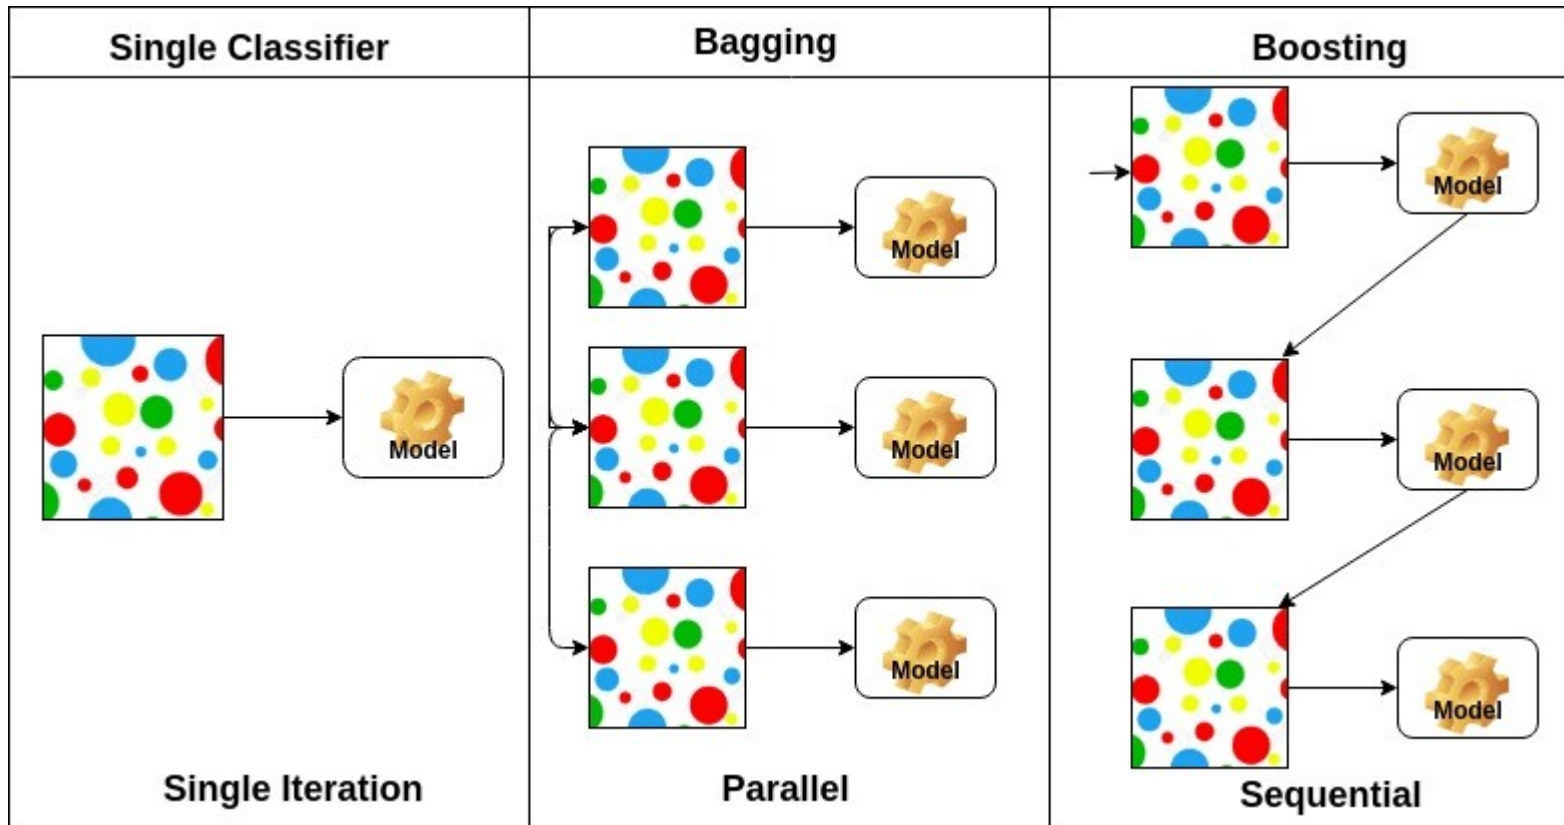 Single Classifier
Bagging
Boosting
Model
Model
Model
Model
Model
Model
Model
Single Iteration
Parallel
Sequential